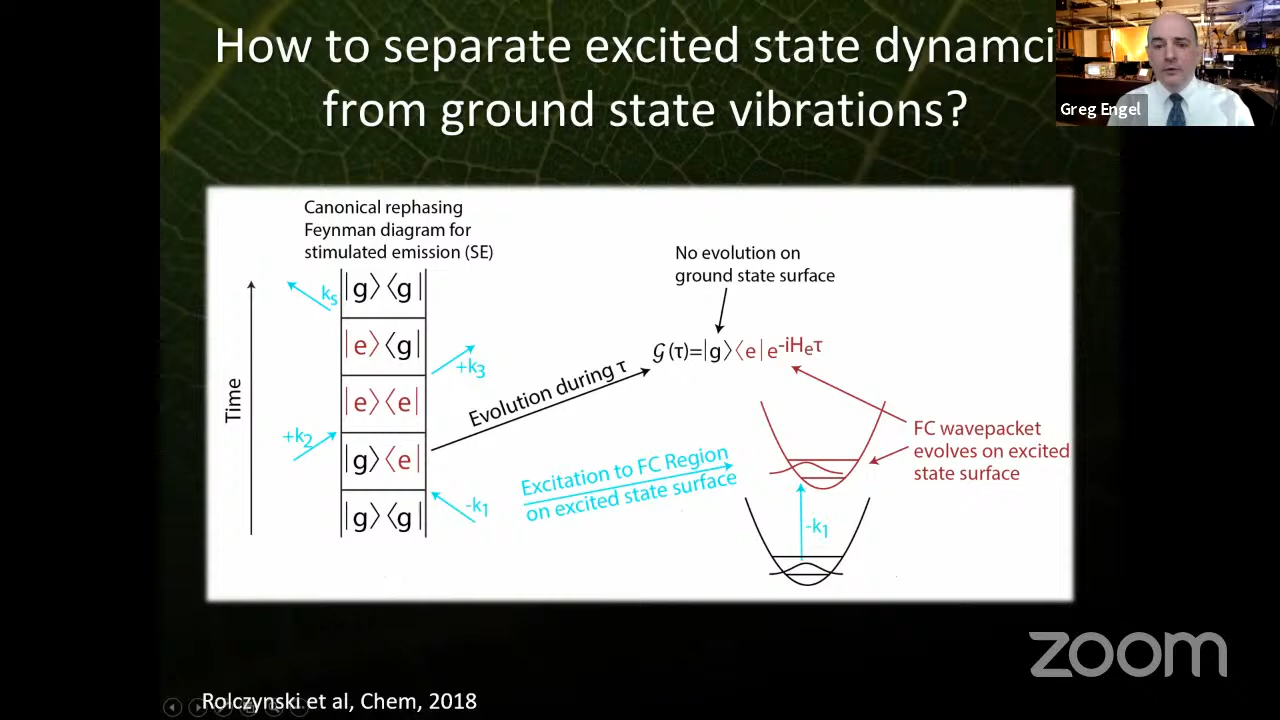 How to separate excited state dynamci
from ground state vibrations?
Greg Engel
Canonical rephasing
Feynman diagram for
stimulated emission (SE)
No evolution on
ground state surface
Time
|g⟩⟨g|
|e⟩⟨g|
|e⟩⟨e|
|g⟩⟨e|
|g⟩⟨g|
ks
+k3
+k2
-k1
Evolution during τ
𝒢(τ)=|g⟩⟨e|e-iHeτ
Excitation to FC Region
on excited state surface
FC wavepacket
evolves on excited
state surface
-k1
zoom
Rolczynski et al, Chem, 2018